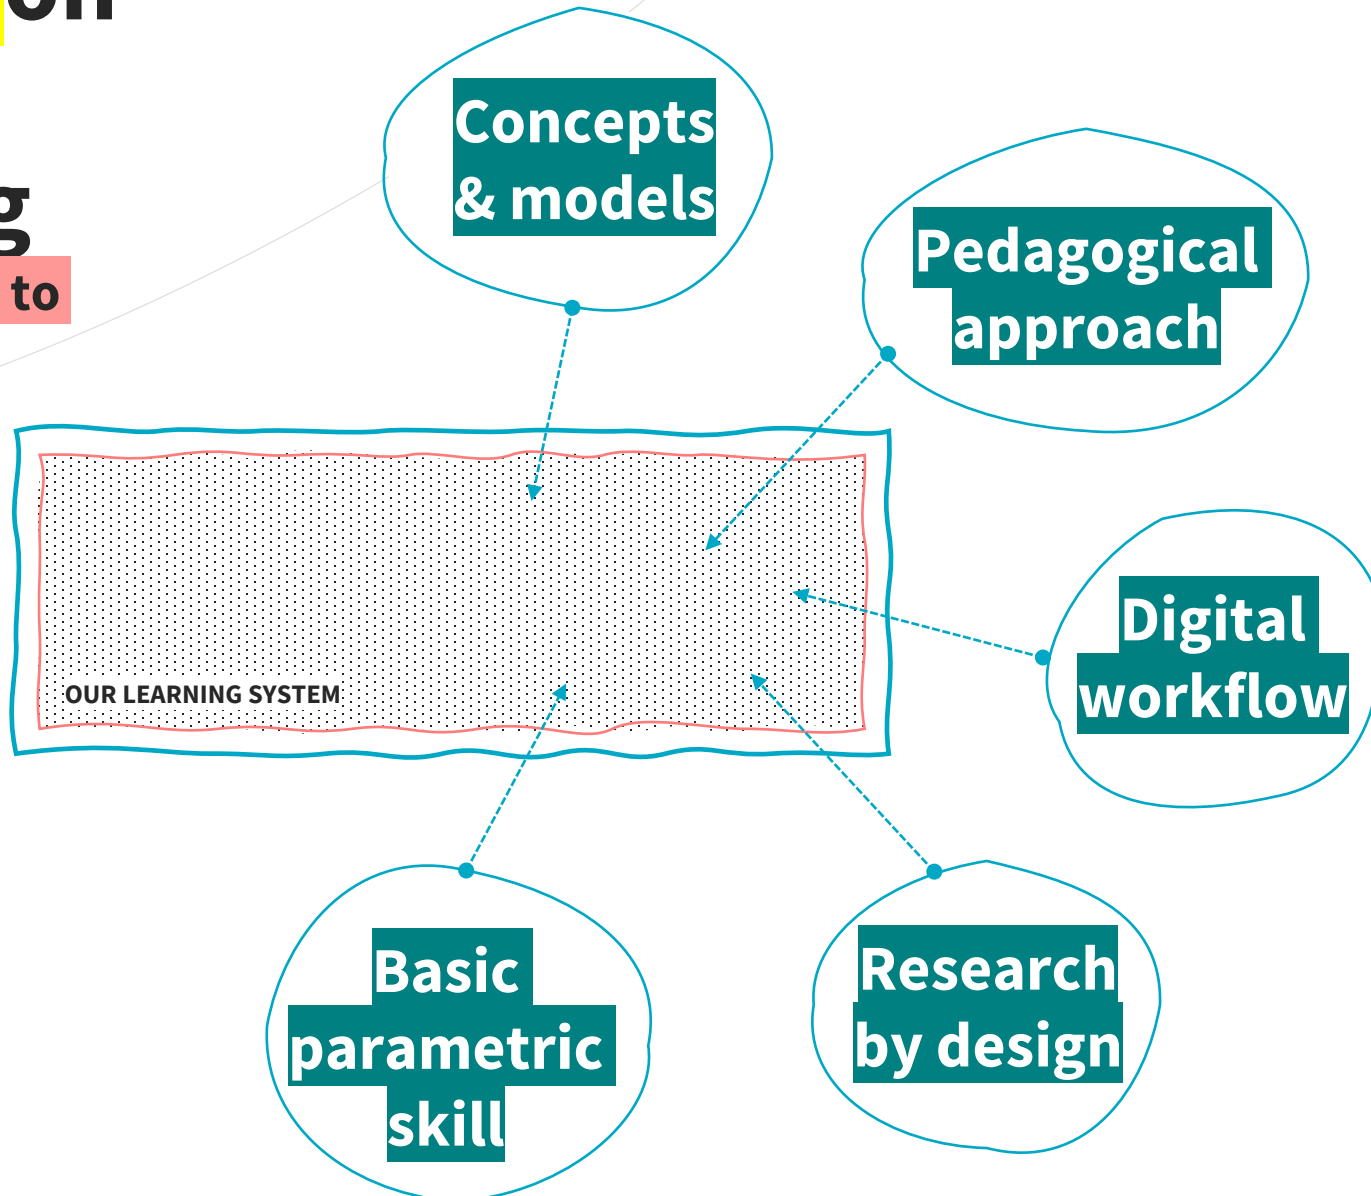 Concepts
& models
Pedagogical
approach
to
Digital
workflow
OUR LEARNING SYSTEM
Basic
parametric
skill
Research
by design